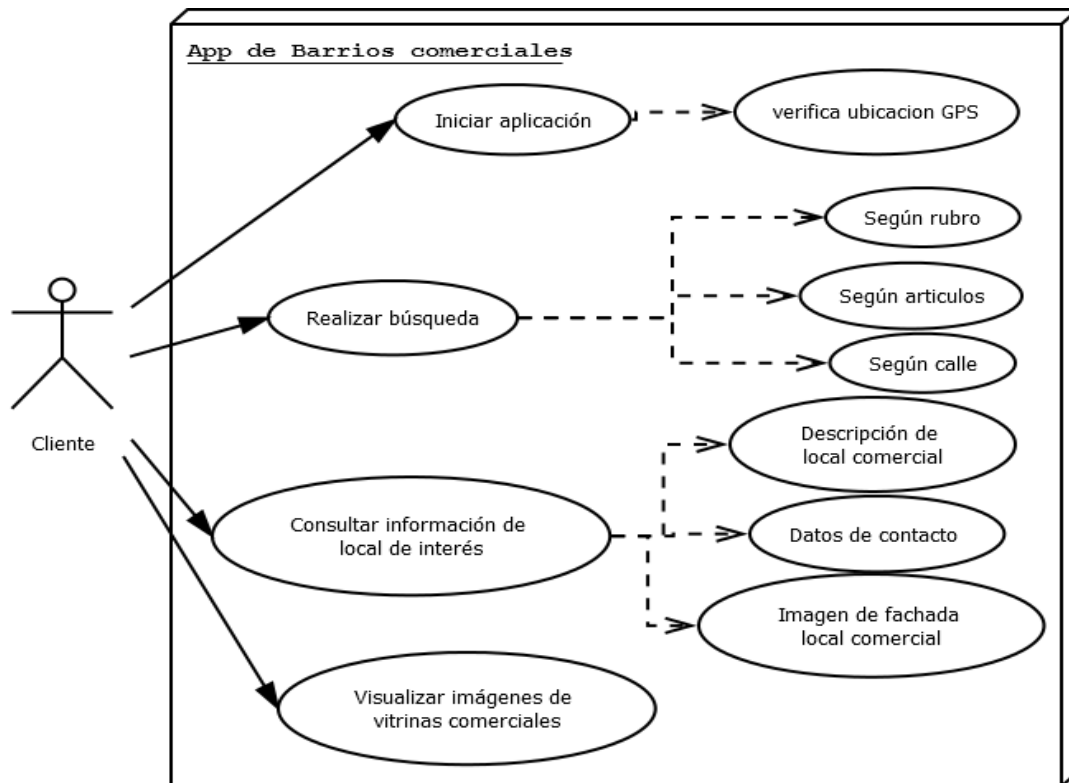 App de Barrios comerciales
Iniciar aplicación
verifica ubicacion GPS
Según rubro
Realizar búsqueda
Según articulos
Según calle
Cliente
Descripción de
local comercial
Consultar información de
local de interés
Datos de contacto
Imagen de fachada
local comercial
Visualizar imágenes de
vitrinas comerciales